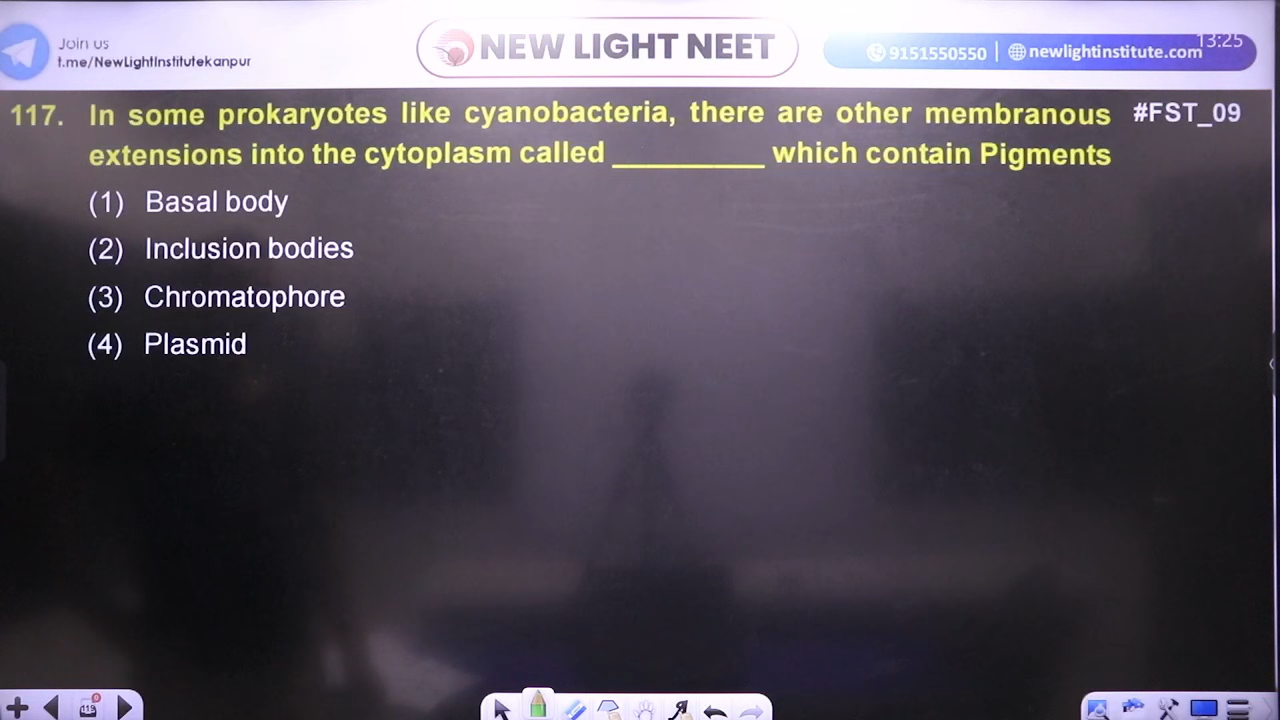 Join us
t.me/NewLightInstitutekanpur
NEW LIGHT NEET
9151550550 | newlightinstitute.com
13:25
117. In some prokaryotes like cyanobacteria, there are other membranous #FST_09
extensions into the cytoplasm called _________ which contain Pigments
(1) Basal body
(2) Inclusion bodies
(3) Chromatophore
(4) Plasmid